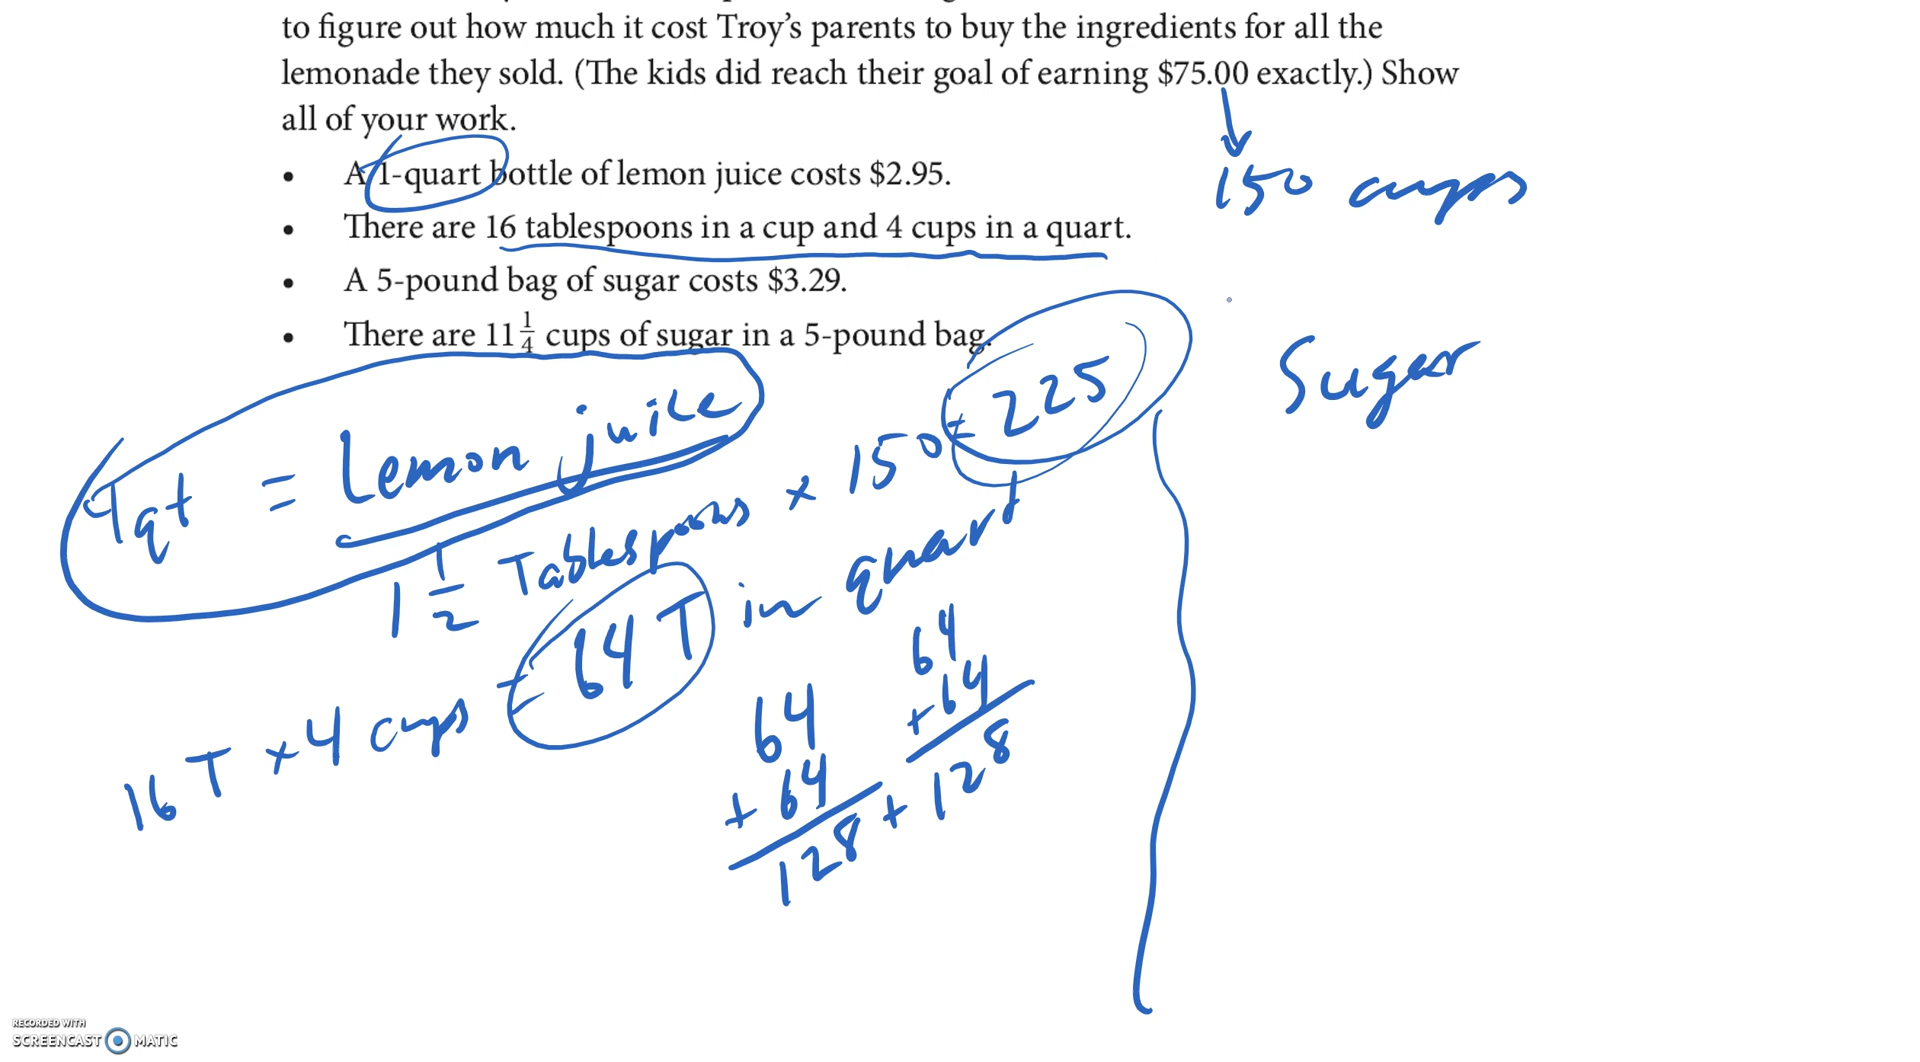 to figure out how much it cost Troy's parents to buy the ingredients for all the
lemonade they sold. (The kids did reach their goal of earning $75.00 exactly.) Show
all of your work.
• A 1-quart bottle of lemon juice costs $2.95.
150 cups
• There are 16 tablespoons in a cup and 4 cups in a quart.
• A 5-pound bag of sugar costs $3.29.
• There are 11 1/4 cups of sugar in a 5-pound bag.
Sugar
4qt = Lemon juice
1 1/2 Tablespoons × 150 = 225
16 T × 4 cups = 64 T in quart
64
+ 64
128 +
64
+ 64
128
RECORDED WITH
SCREENCAST MATIC